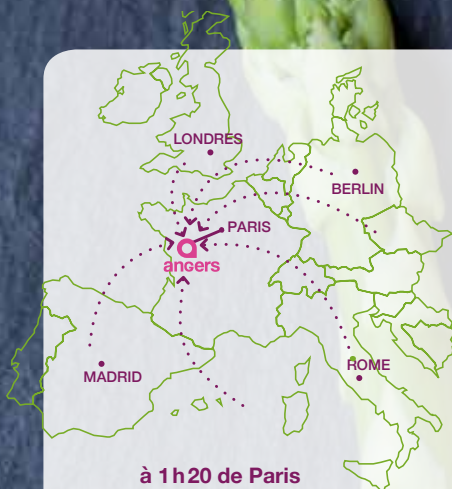 LONDRES
BERLIN
PARIS
angers
MADRID
ROME
à 1h20 de Paris